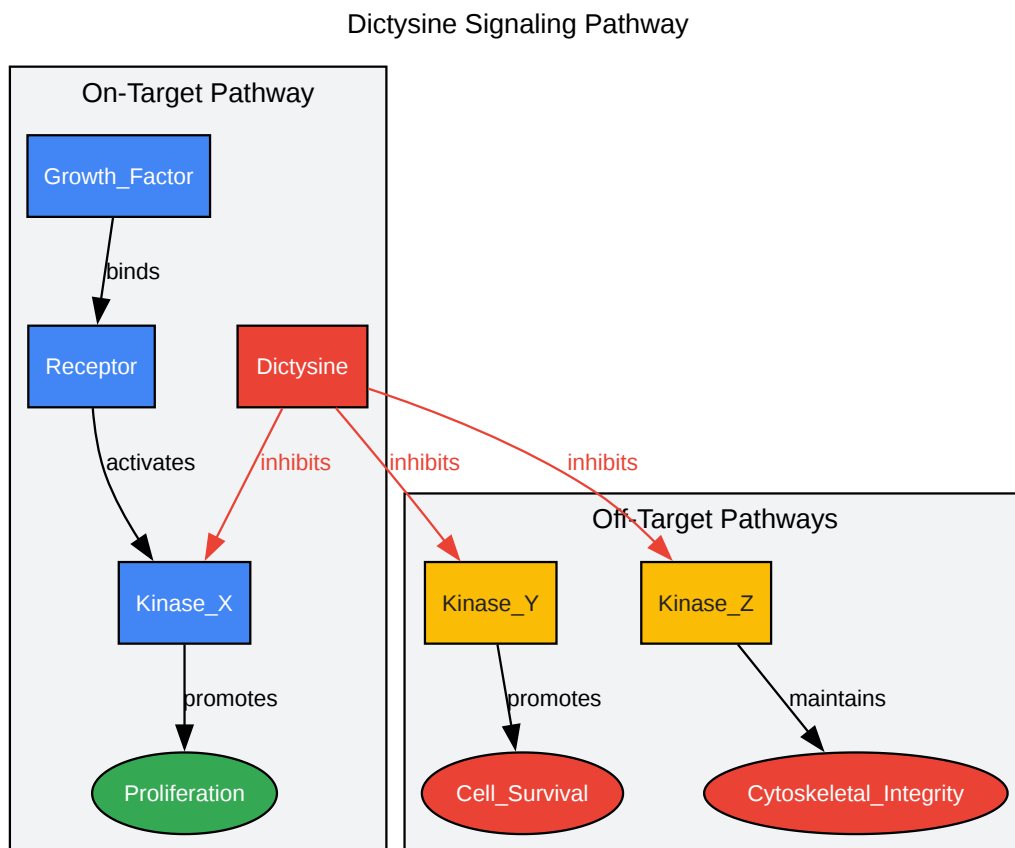 Dictysine Signaling Pathway
On-Target Pathway
Growth_Factor
binds
Receptor
Dictysine
activates
inhibits
inhibits
inhibits
Off-Target Pathways
Kinase_X
Kinase_Y
Kinase_Z
promotes
promotes
maintains
Proliferation
Cell_Survival
Cytoskeletal_Integrity